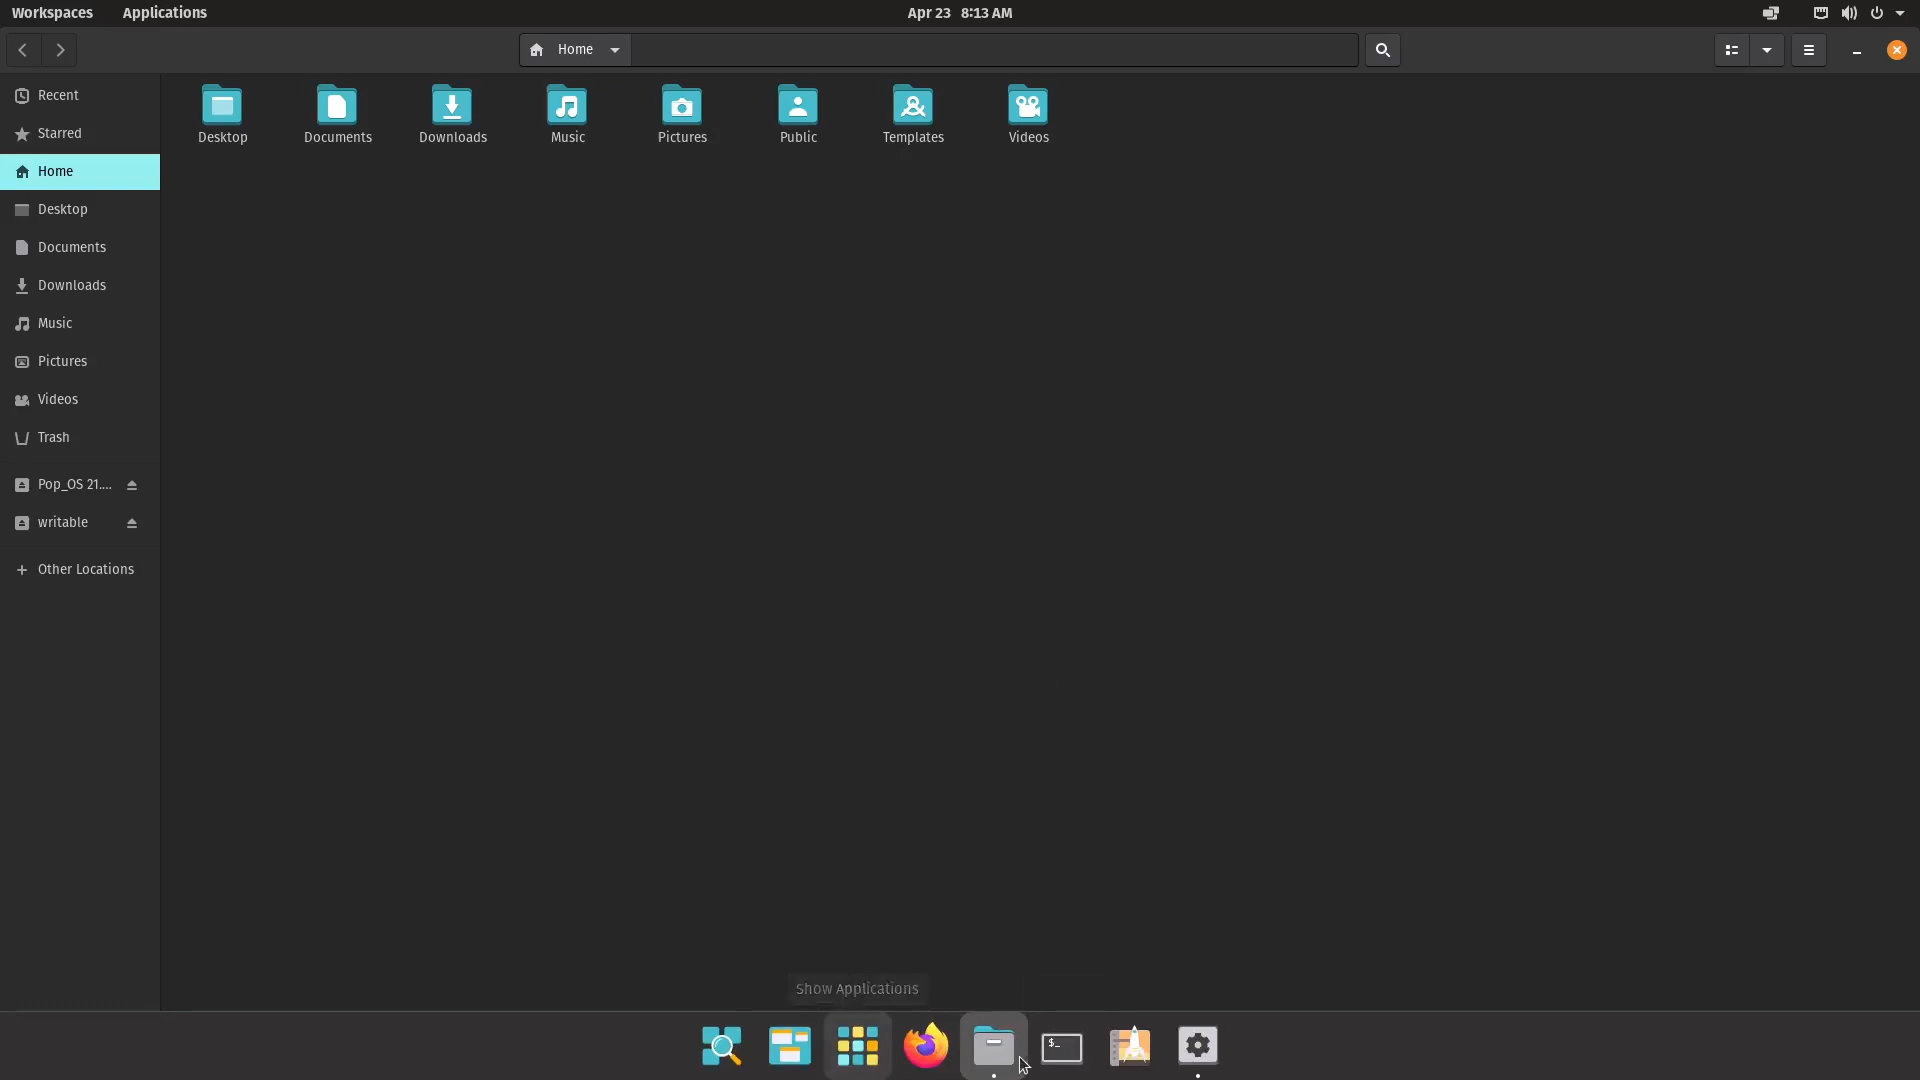 Workspaces Applications Apr 23 8:13 AM
Home
Recent
Starred
Home
Desktop
Documents
Downloads
Music
Pictures
Videos
Trash
Pop_OS 21....
writable
Other Locations
Desktop Documents Downloads Music Pictures Public Templates Videos
Show Applications
$_